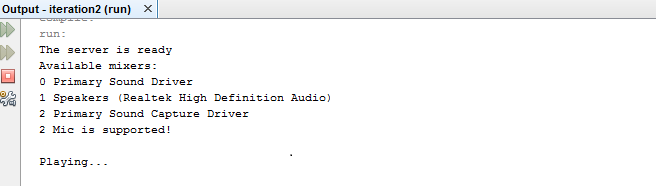 Output - iteration2 (run) X
compile:
run:
The server is ready
Available mixers:
0 Primary Sound Driver
1 Speakers (Realtek High Definition Audio)
2 Primary Sound Capture Driver
2 Mic is supported!
Playing...